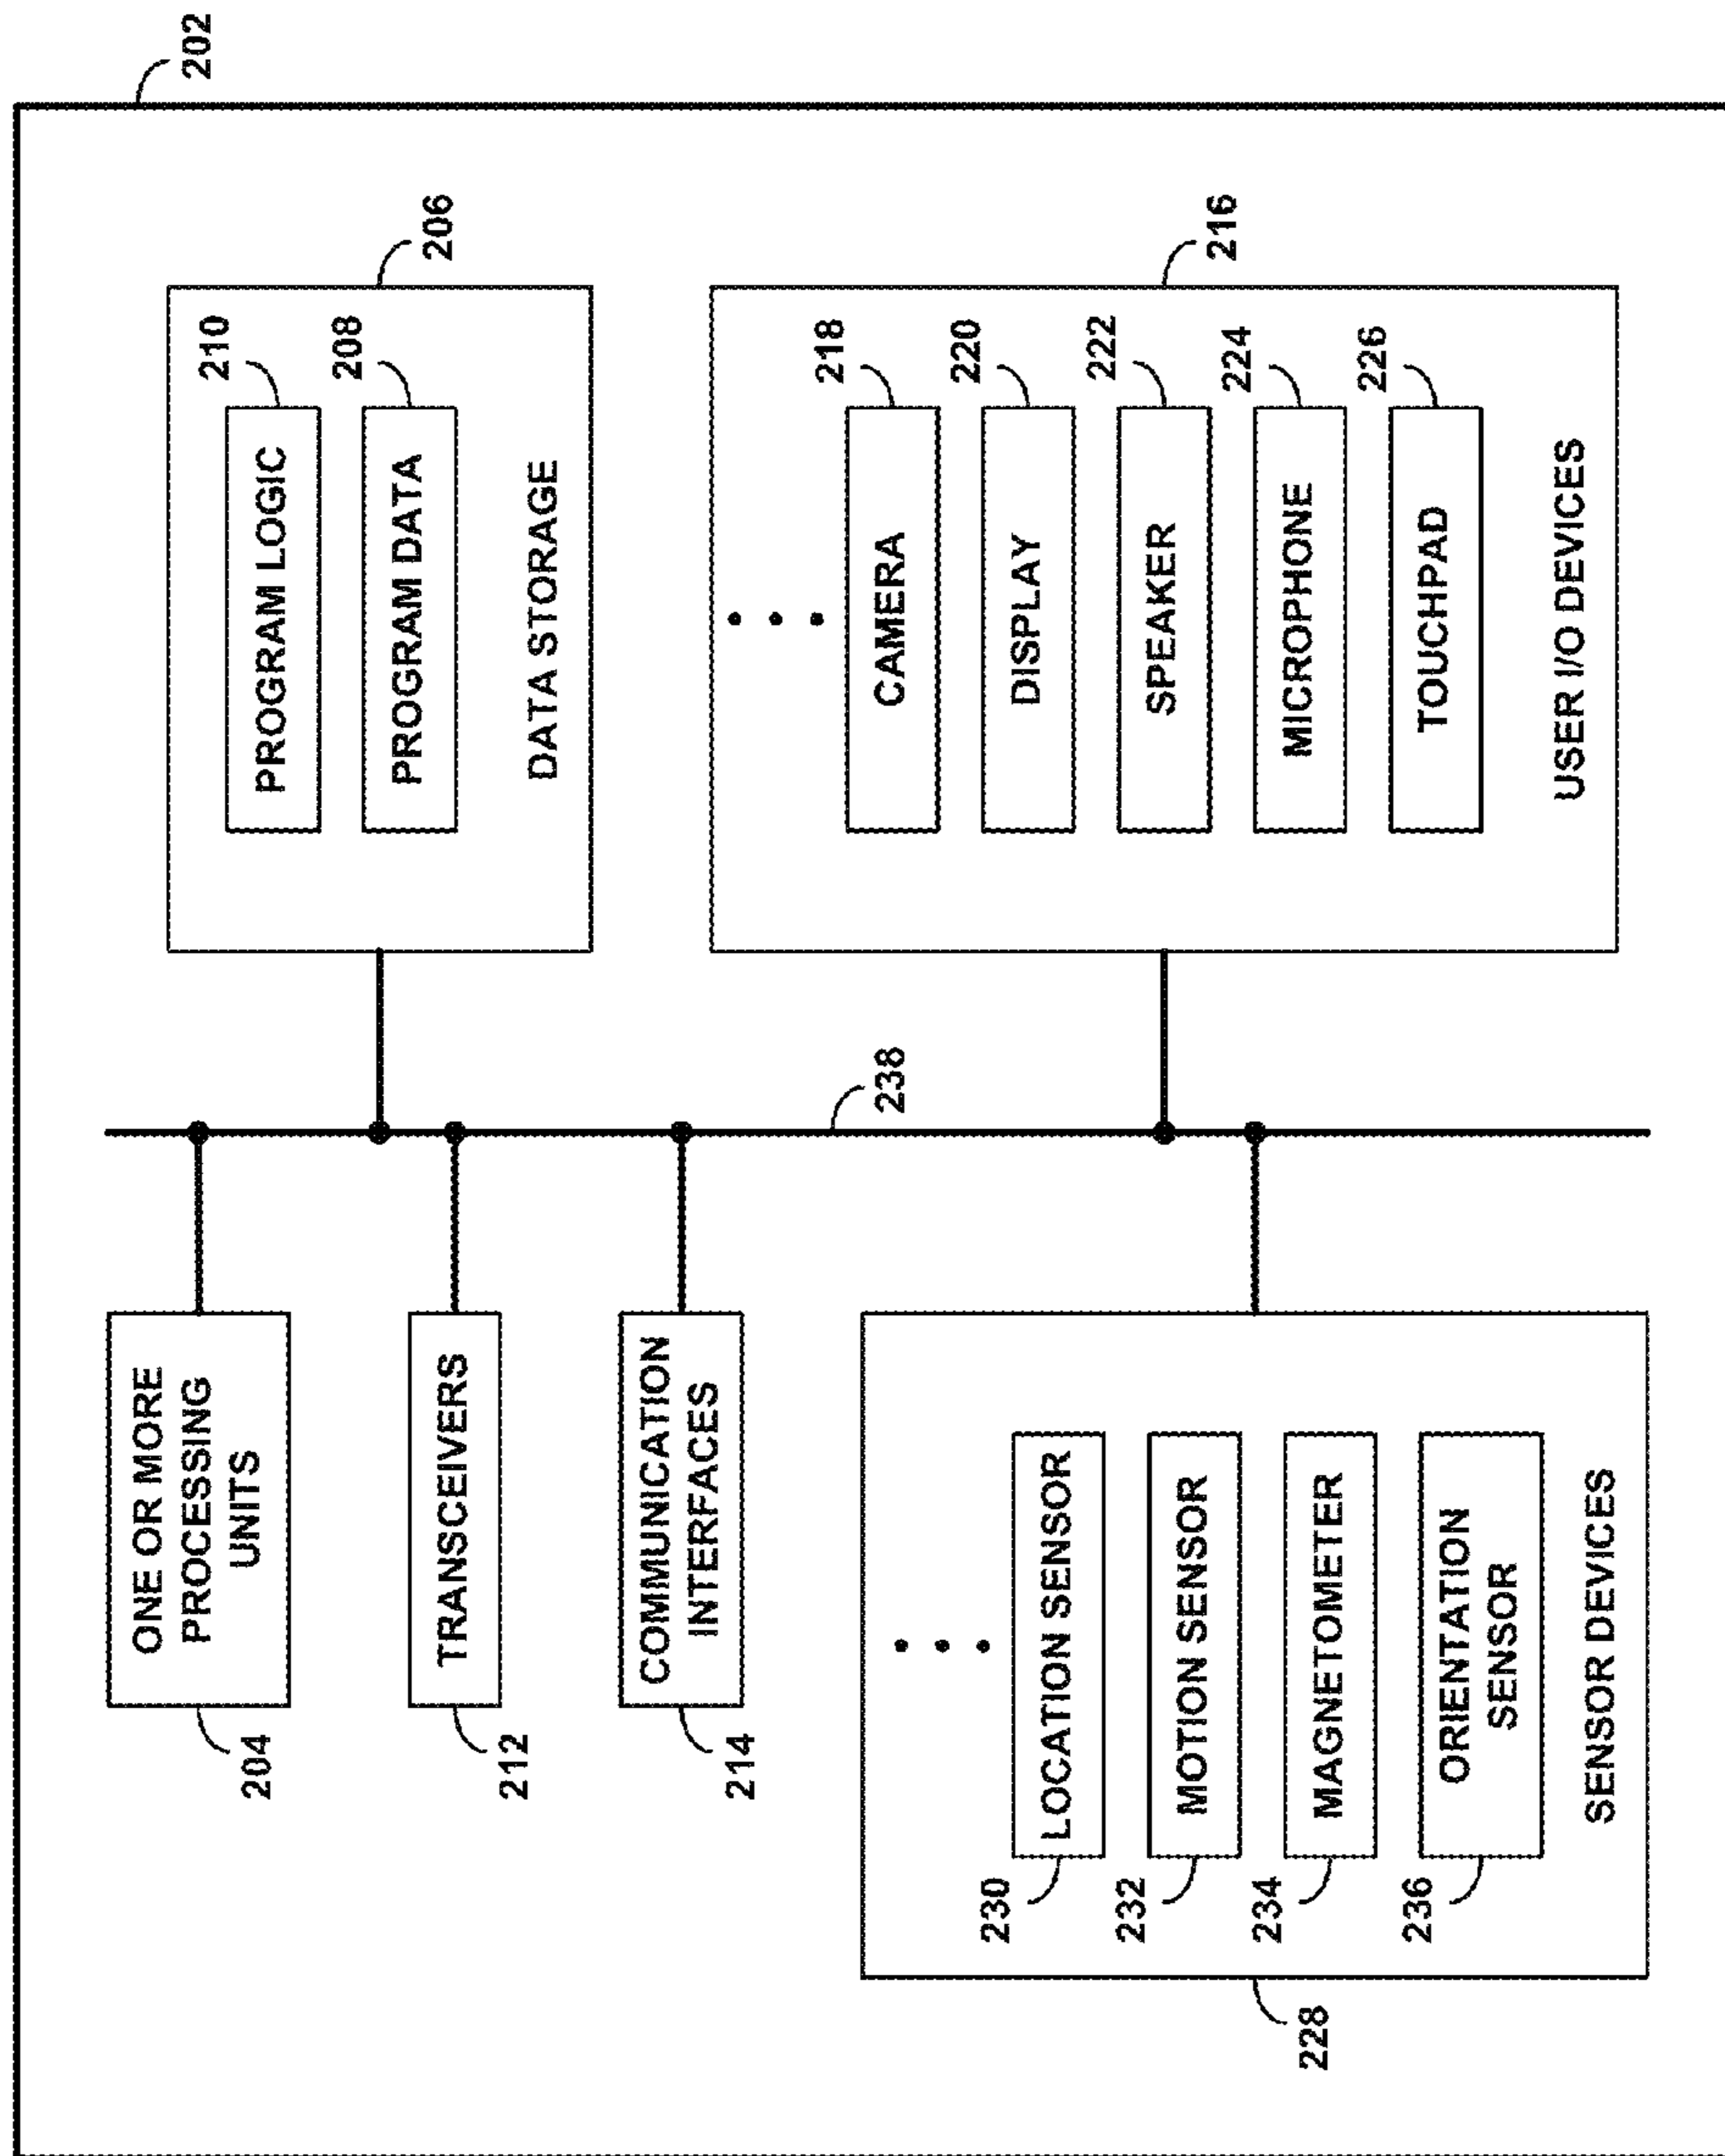 202
ONE OR MORE
PROCESSING
UNITS
204
TRANSCEIVERS
212
COMMUNICATION
INTERFACES
214
LOCATION SENSOR
230
MOTION SENSOR
232
MAGNETOMETER
234
ORIENTATION
SENSOR
236
SENSOR DEVICES
228
238
206
PROGRAM LOGIC
210
PROGRAM DATA
208
DATA STORAGE
216
CAMERA
218
DISPLAY
220
SPEAKER
222
MICROPHONE
224
TOUCHPAD
226
USER I/O DEVICES